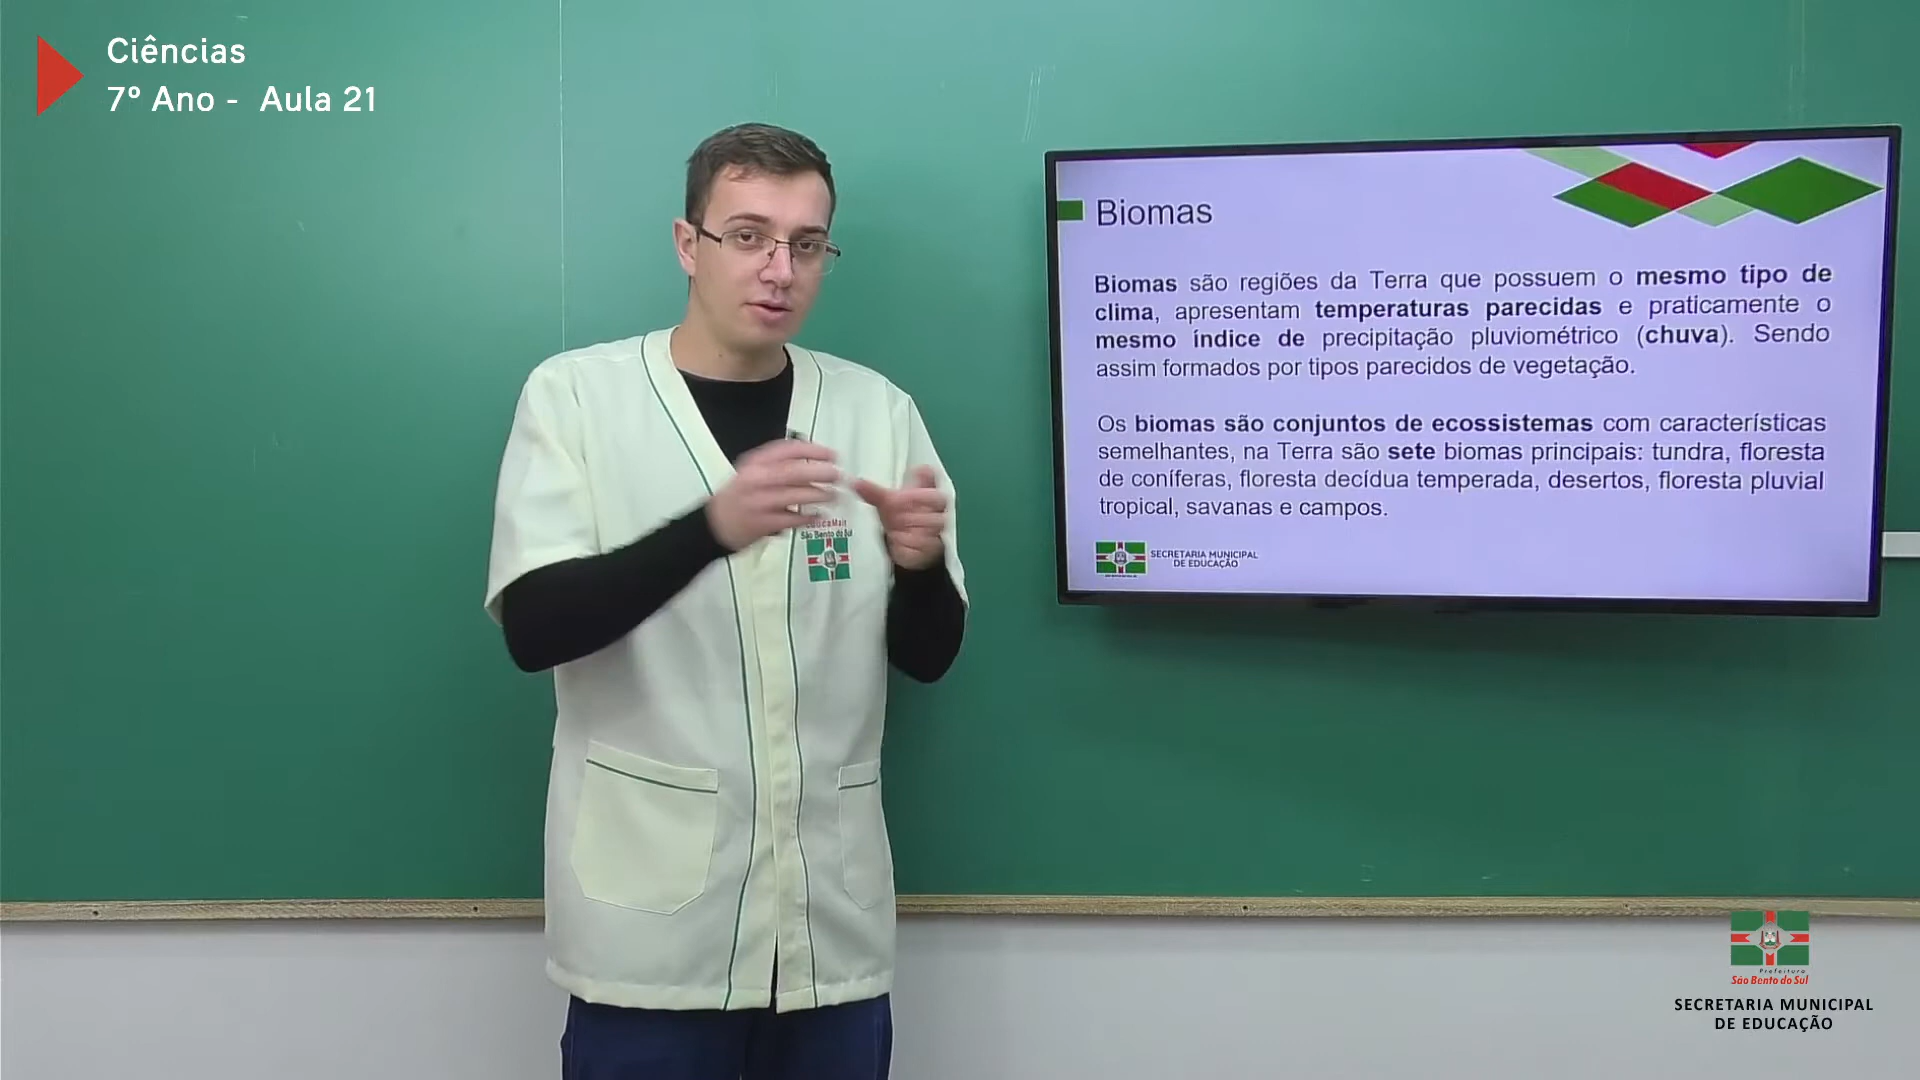 Ciências
7º Ano - Aula 21
Biomas
Biomas são regiões da Terra que possuem o mesmo tipo de
clima, apresentam temperaturas parecidas e praticamente o
mesmo índice de precipitação pluviométrico (chuva). Sendo
assim formados por tipos parecidos de vegetação.
Os biomas são conjuntos de ecossistemas com características
semelhantes, na Terra são sete biomas principais: tundra, floresta
de coníferas, floresta decídua temperada, desertos, floresta pluvial
tropical, savanas e campos.
SECRETARIA MUNICIPAL
DE EDUCAÇÃO
São Bento do Sul
Prefeitura
São Bento do Sul
SECRETARIA MUNICIPAL
DE EDUCAÇÃO